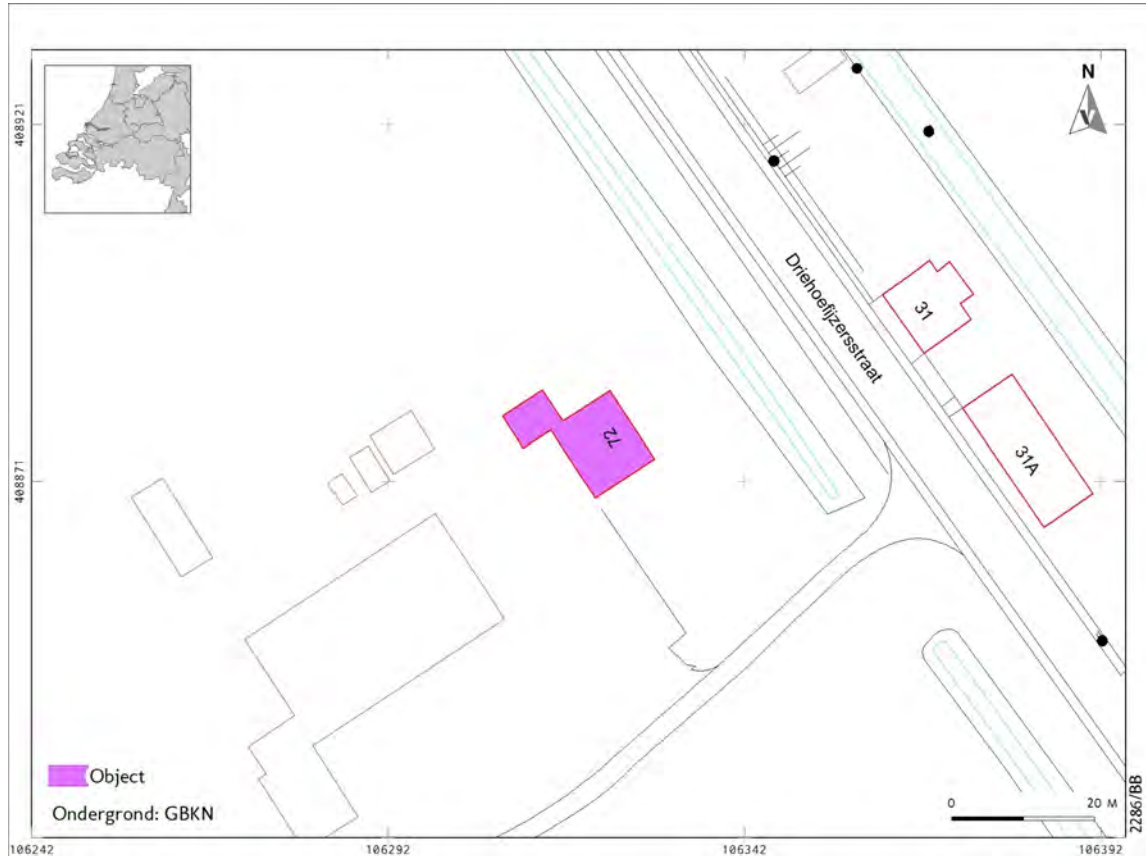 N
408921
Driehoefijzersstraat
31
72
31A
408871
Object
Ondergrond: GBKN
0
20 M
2286/BB
106242
106292
106342
106392